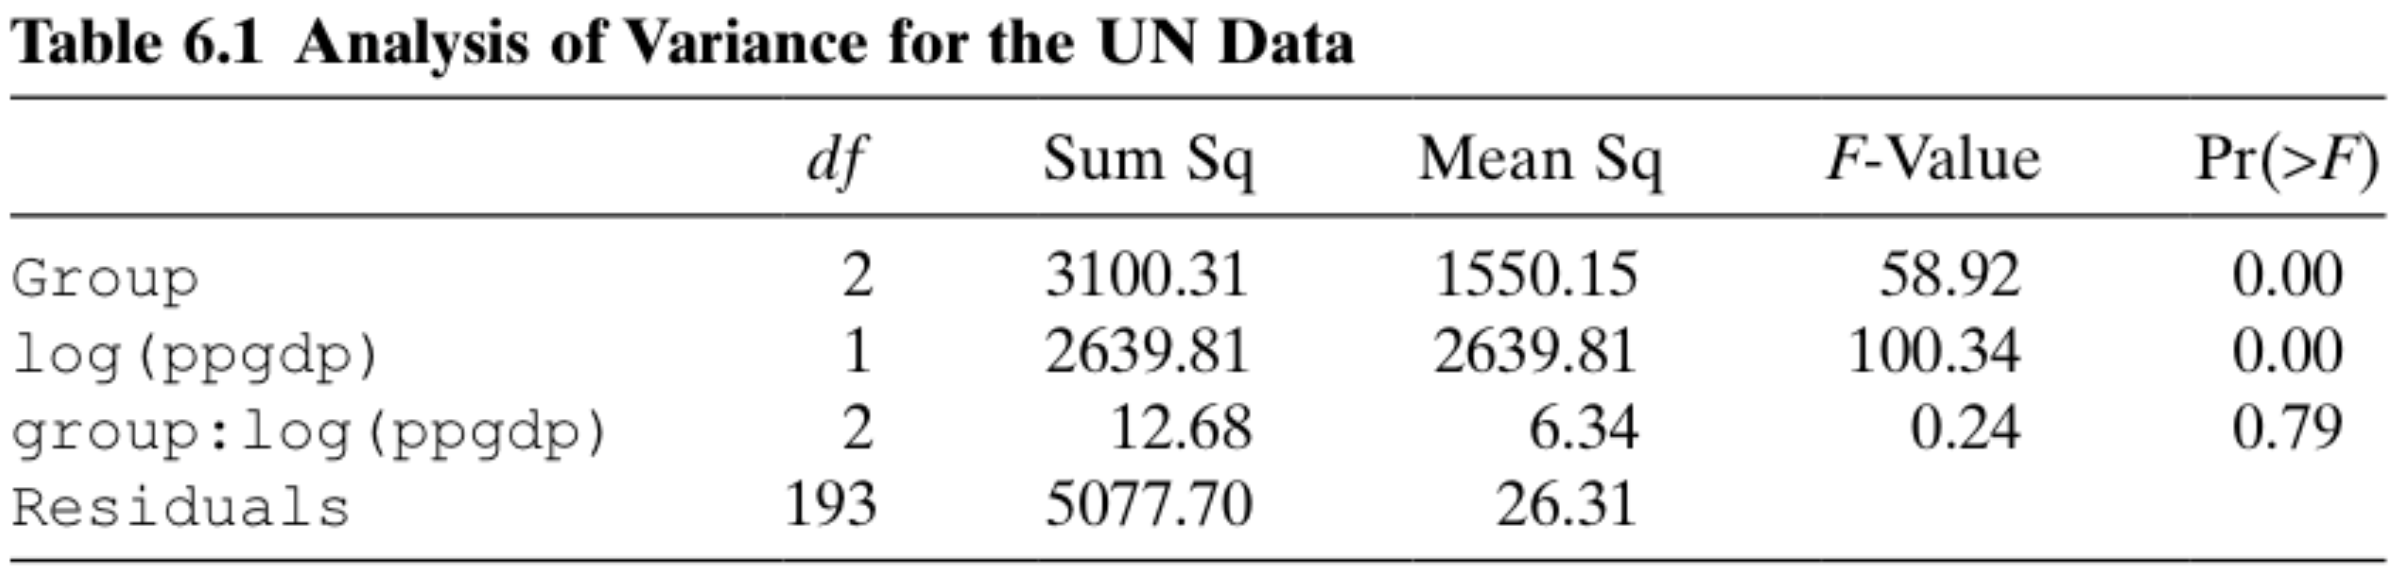 Table 6.1 Analysis of Variance for the UN Data
df Sum Sq Mean Sq F-Value Pr(>F)
Group 2 3100.31 1550.15 58.92 0.00
log(ppgdp) 1 2639.81 2639.81 100.34 0.00
group:log(ppgdp) 2 12.68 6.34 0.24 0.79
Residuals 193 5077.70 26.31